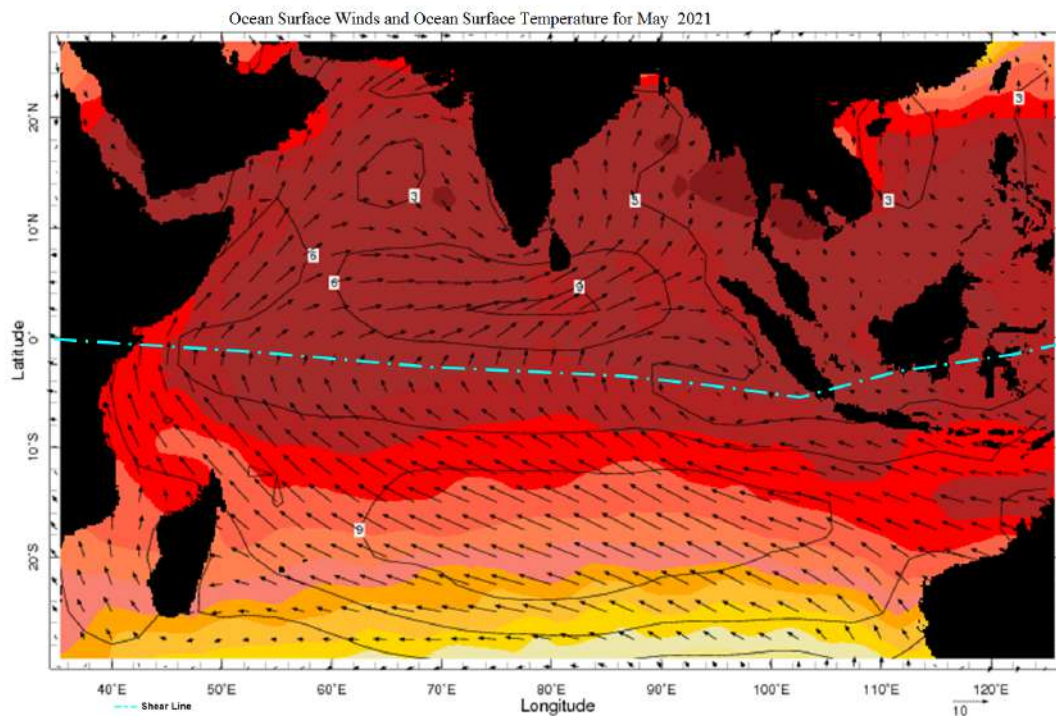 Ocean Surface Winds and Ocean Surface Temperature for May 2021
3
20°N
3
5
3
10°N
6
6
9
Latitude
0°
10°S
9
20°S
40°E 50°E 60°E 70°E 80°E 90°E 100°E 110°E 120°E
Shear Line
Longitude
10